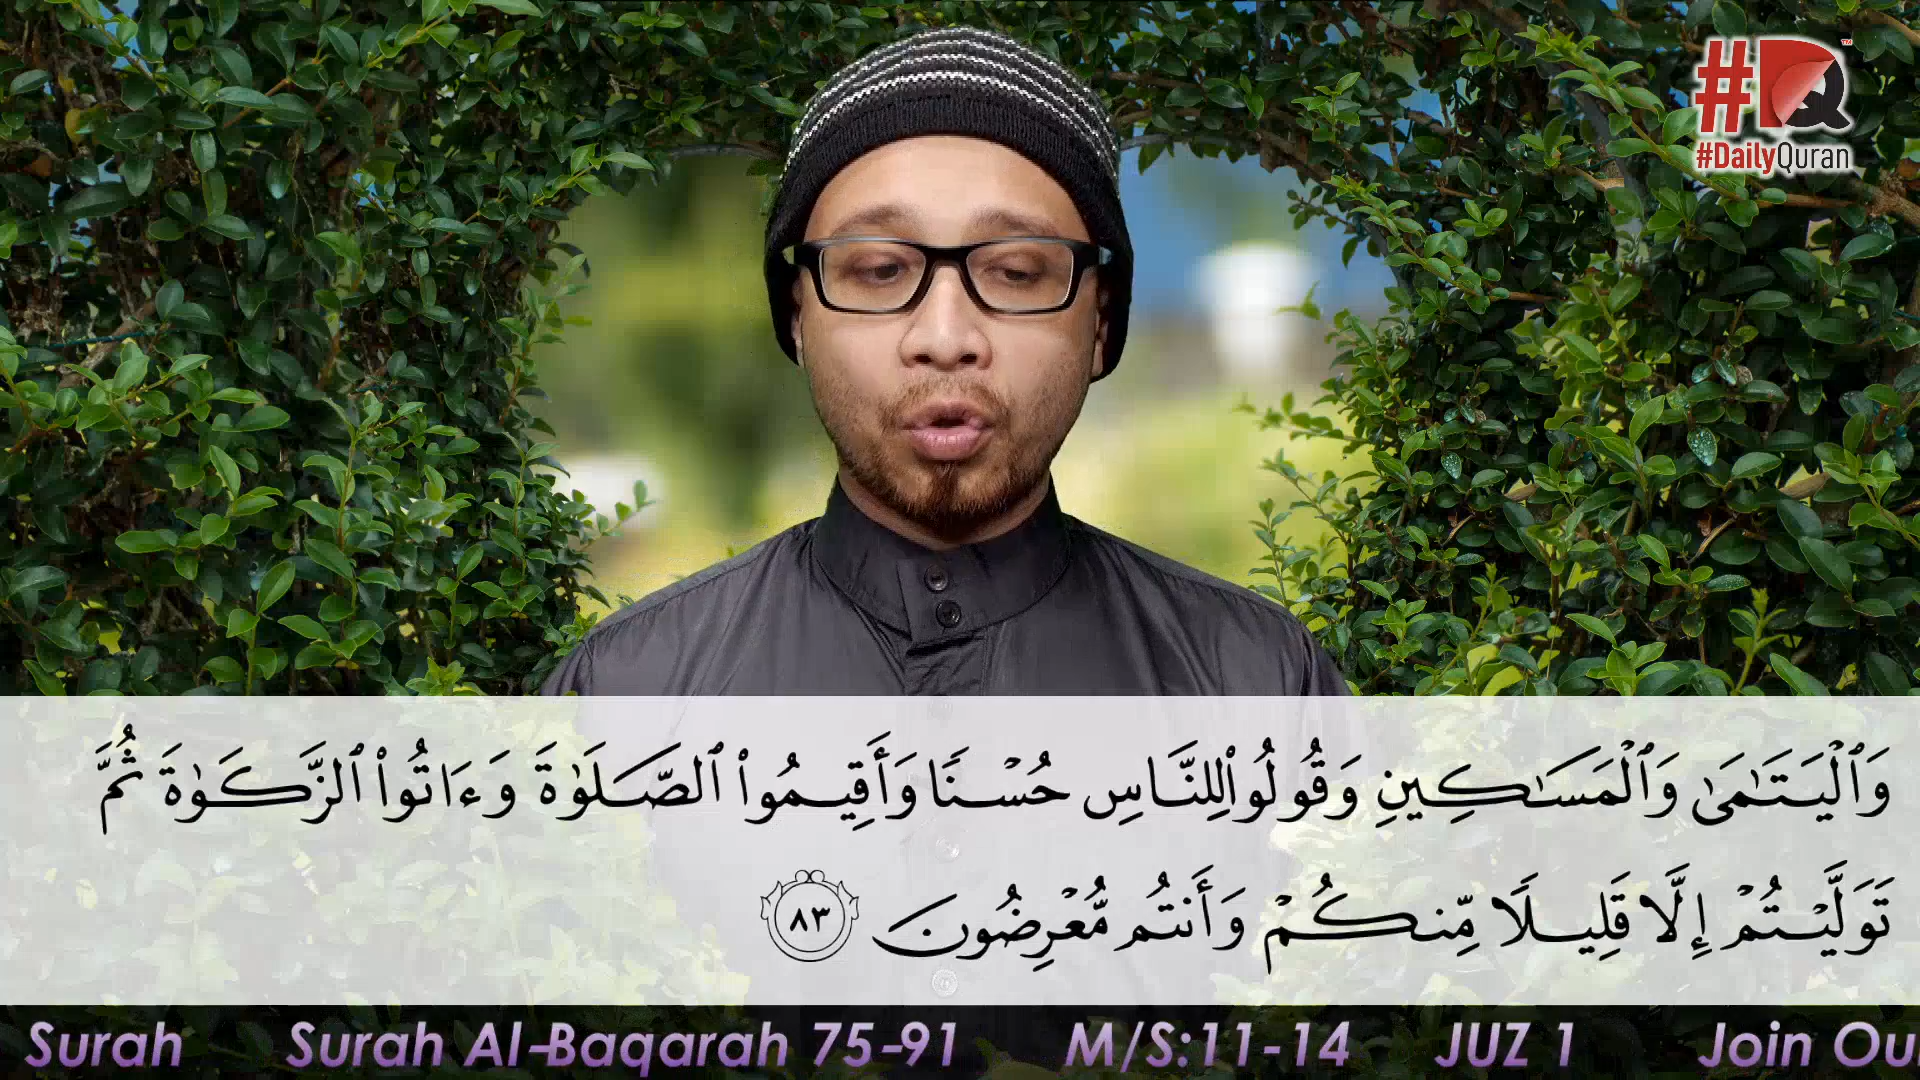 #DQ™
#DailyQuran
وَٱلْيَتَـٰمَىٰ وَٱلْمَسَـٰكِينِ وَقُولُوا۟ لِلنَّاسِ حُسْنًا وَأَقِيمُوا۟ ٱلصَّلَوٰةَ وَءَاتُوا۟ ٱلزَّكَوٰةَ ثُمَّ
تَوَلَّيْتُمْ إِلَّا قَلِيلًا مِّنكُمْ وَأَنتُم مُّعْرِضُونَ ٨٣
Surah Surah Al-Baqarah 75-91 M/S:11-14 JUZ 1 Join Ou